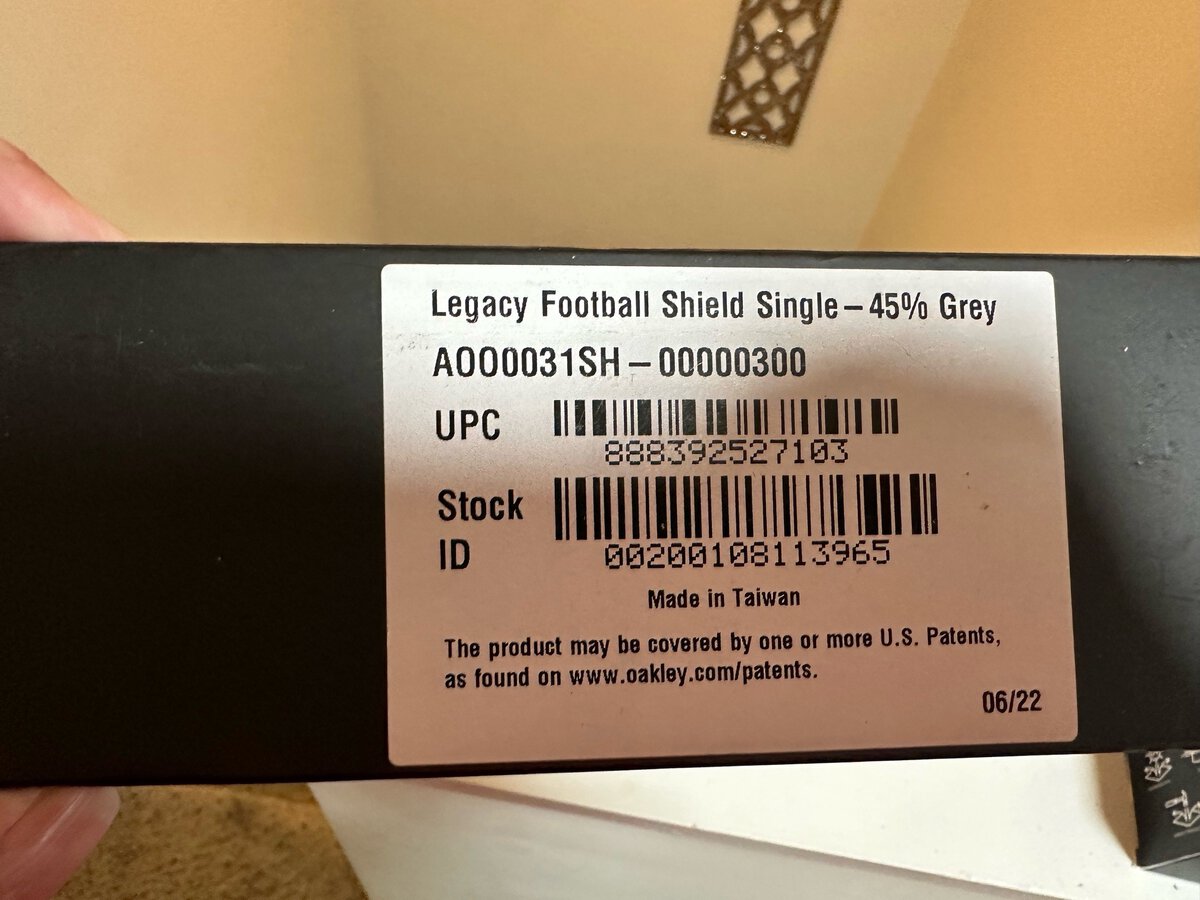 Legacy Football Shield Single – 45% Grey
AOO0031SH – 00000300
UPC
888392527103
Stock
ID
00200108113965
Made in Taiwan
The product may be covered by one or more U.S. Patents,
as found on www.oakley.com/patents.
06/22